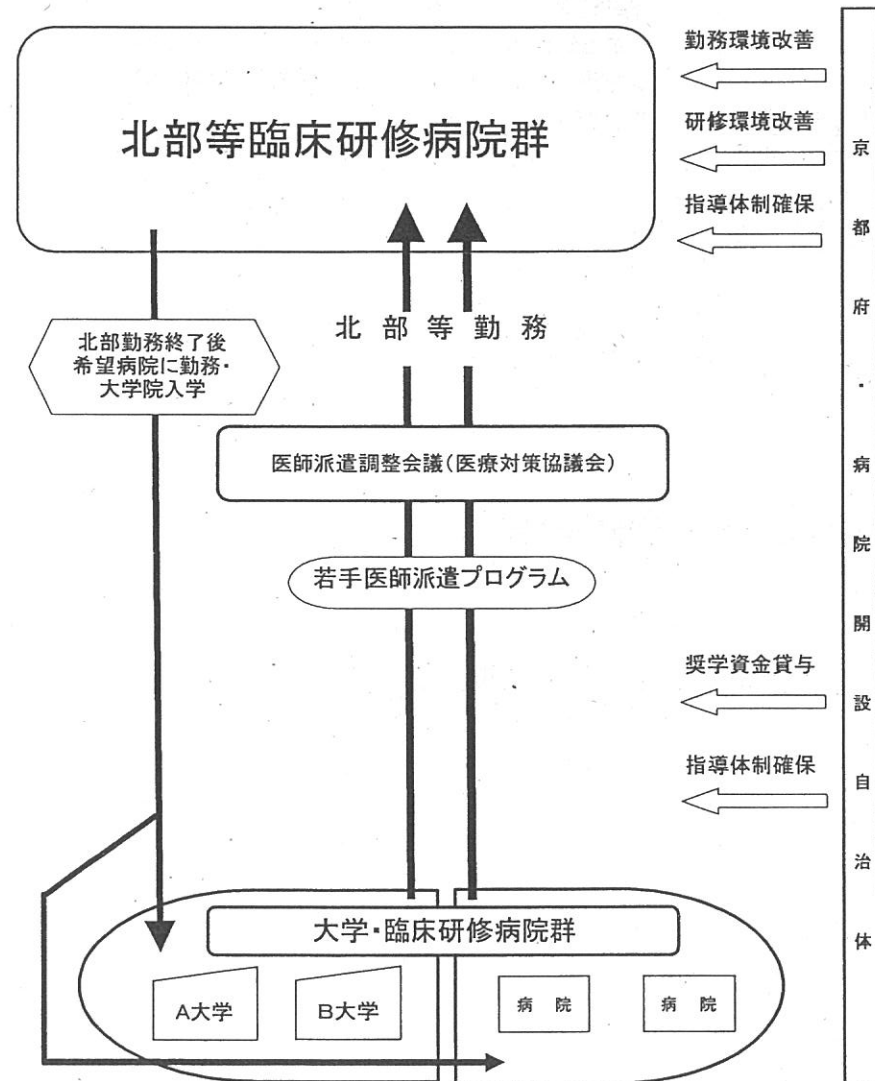 勤務環境改善
研修環境改善
指導体制確保
北部等臨床研修病院群
北部勤務終了後
希望病院に勤務・
大学院入学
北部等勤務
医師派遣調整会議(医療対策協議会)
若手医師派遣プログラム
奨学資金貸与
指導体制確保
大学・臨床研修病院群
A大学
B大学
病 院
病 院
京都府・病院開設自治体